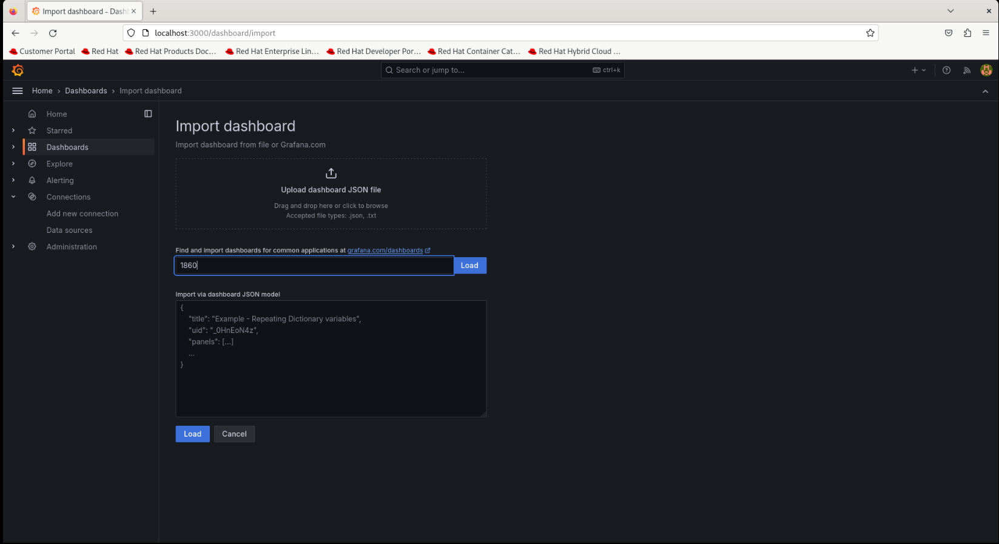 Import dashboard - Dash
localhost:3000/dashboard/import
Customer Portal
Red Hat
Red Hat Products Doc...
Red Hat Enterprise Lin...
Red Hat Developer Por...
Red Hat Container Cat...
Red Hat Hybrid Cloud ...
Search or jump to...
ctrl+k
Home › Dashboards › Import dashboard
Home
Starred
Dashboards
Explore
Alerting
Connections
Add new connection
Data sources
Administration
Import dashboard
Import dashboard from file or Grafana.com
Upload dashboard JSON file
Drag and drop here or click to browse
Accepted file types: .json, .txt
Find and import dashboards for common applications at grafana.com/dashboards
1860
Load
Import via dashboard JSON model
{
"title": "Example - Repeating Dictionary variables",
"uid": "_0HnEoN4z",
"panels": [...]
...
}
Load
Cancel